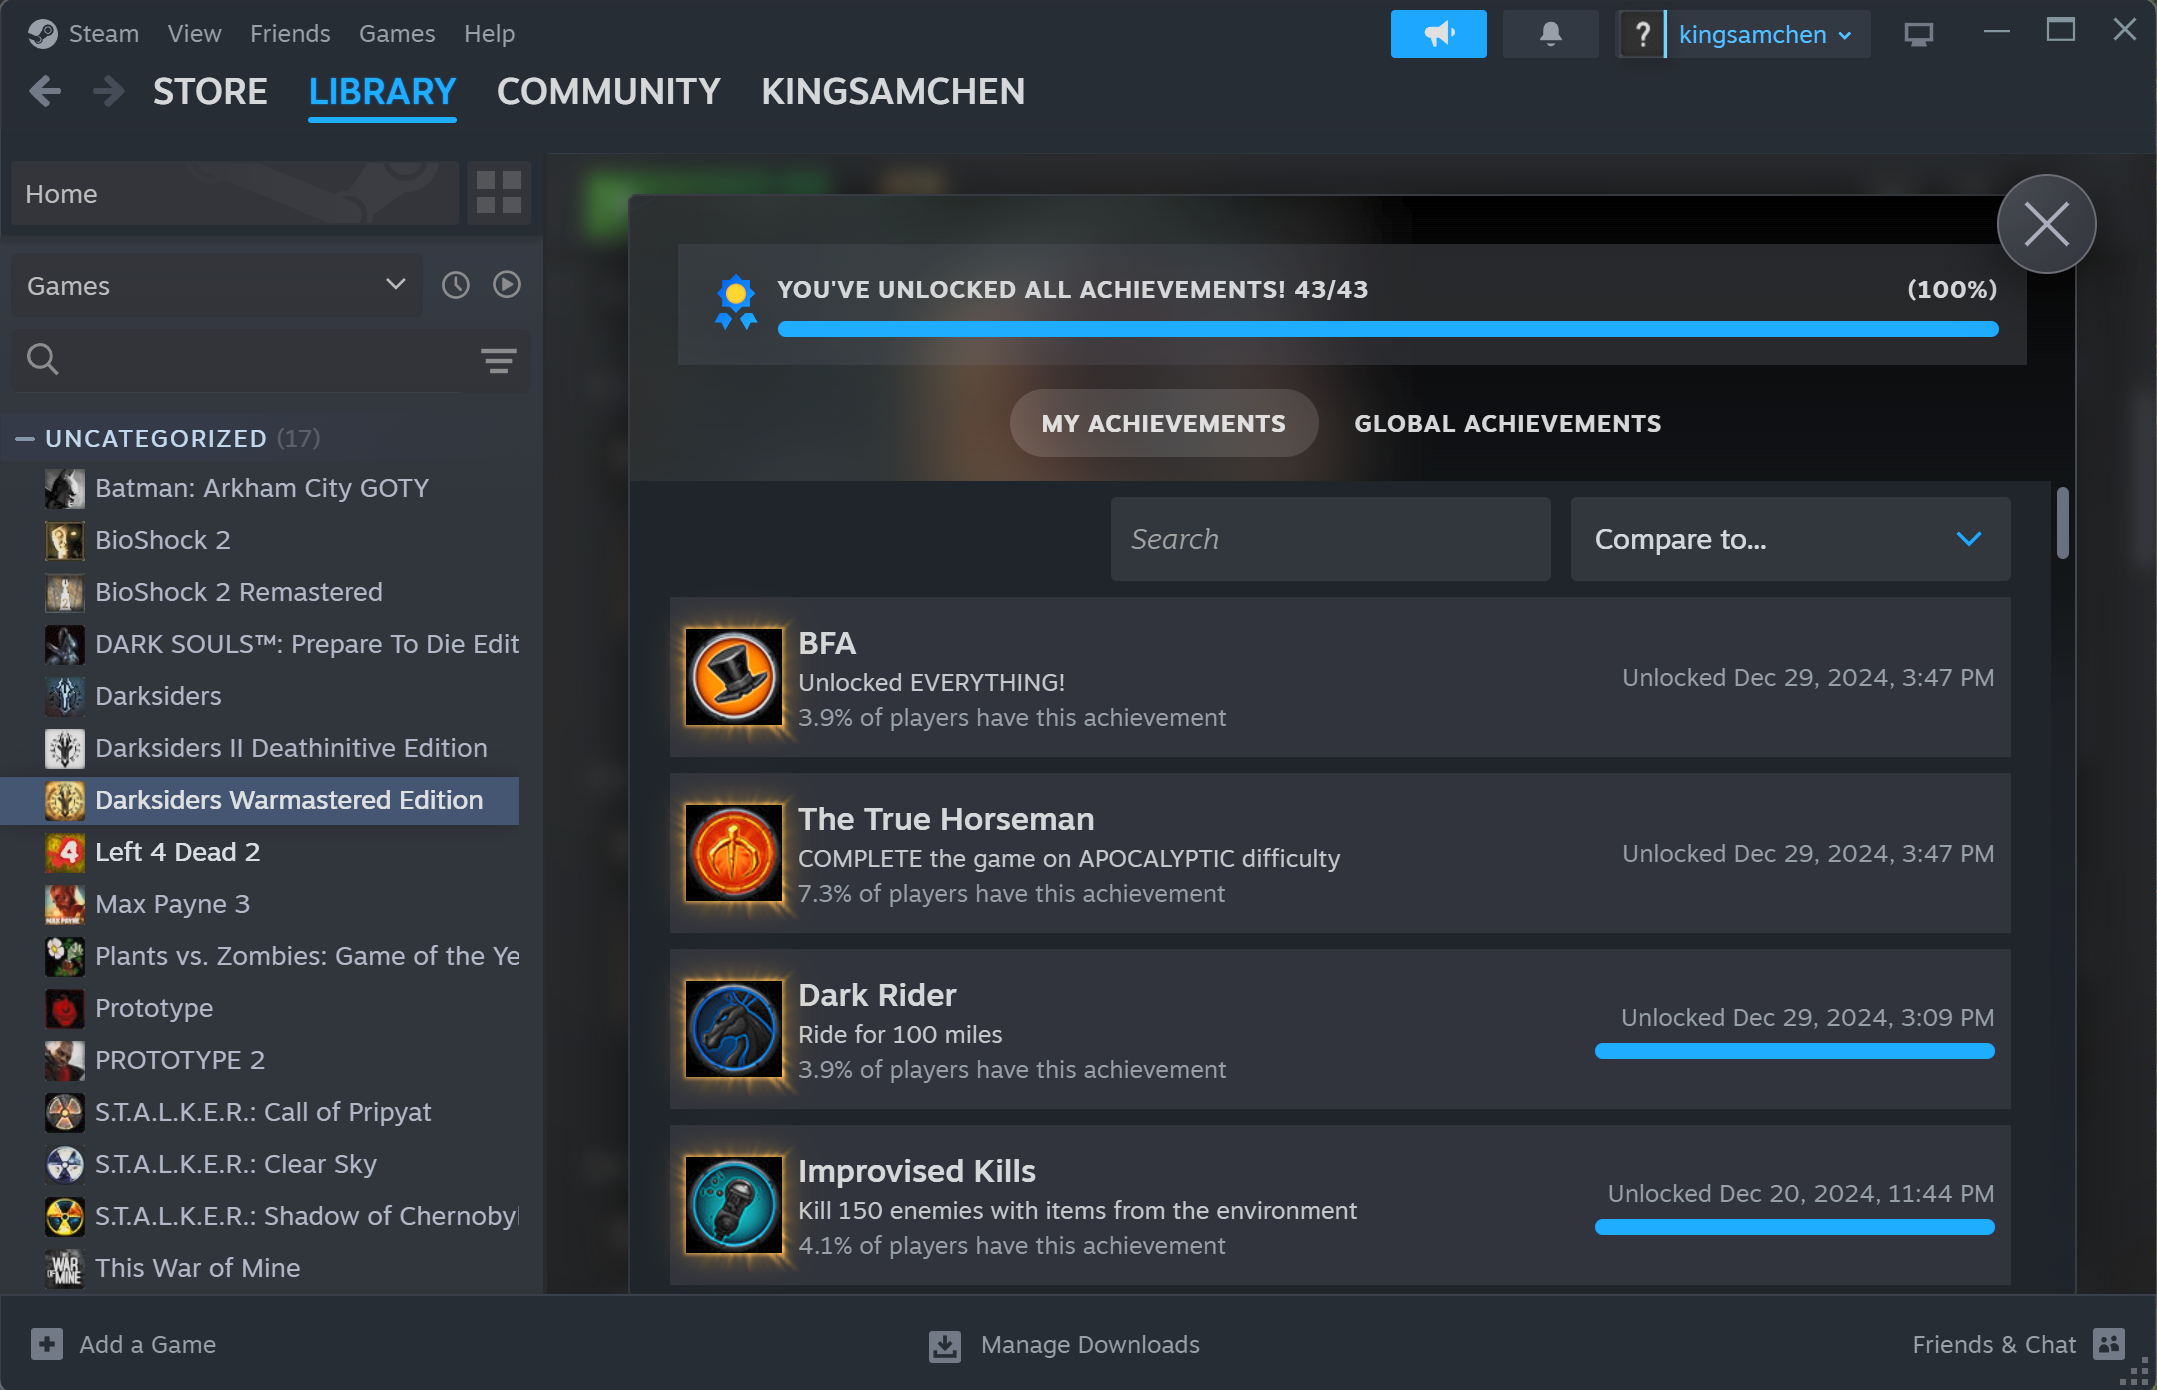 Steam View Friends Games Help
? kingsamchen
STORE LIBRARY COMMUNITY KINGSAMCHEN
Home
Games
UNCATEGORIZED (17)
Batman: Arkham City GOTY
BioShock 2
BioShock 2 Remastered
DARK SOULS™: Prepare To Die Edit
Darksiders
Darksiders II Deathinitive Edition
Darksiders Warmastered Edition
Left 4 Dead 2
Max Payne 3
Plants vs. Zombies: Game of the Ye
Prototype
PROTOTYPE 2
S.T.A.L.K.E.R.: Call of Pripyat
S.T.A.L.K.E.R.: Clear Sky
S.T.A.L.K.E.R.: Shadow of Chernobyl
This War of Mine
YOU'VE UNLOCKED ALL ACHIEVEMENTS! 43/43 (100%)
MY ACHIEVEMENTS GLOBAL ACHIEVEMENTS
Search Compare to...
BFA
Unlocked EVERYTHING!
3.9% of players have this achievement
Unlocked Dec 29, 2024, 3:47 PM
The True Horseman
COMPLETE the game on APOCALYPTIC difficulty
7.3% of players have this achievement
Unlocked Dec 29, 2024, 3:47 PM
Dark Rider
Ride for 100 miles
3.9% of players have this achievement
Unlocked Dec 29, 2024, 3:09 PM
Improvised Kills
Kill 150 enemies with items from the environment
4.1% of players have this achievement
Unlocked Dec 20, 2024, 11:44 PM
Add a Game Manage Downloads Friends & Chat